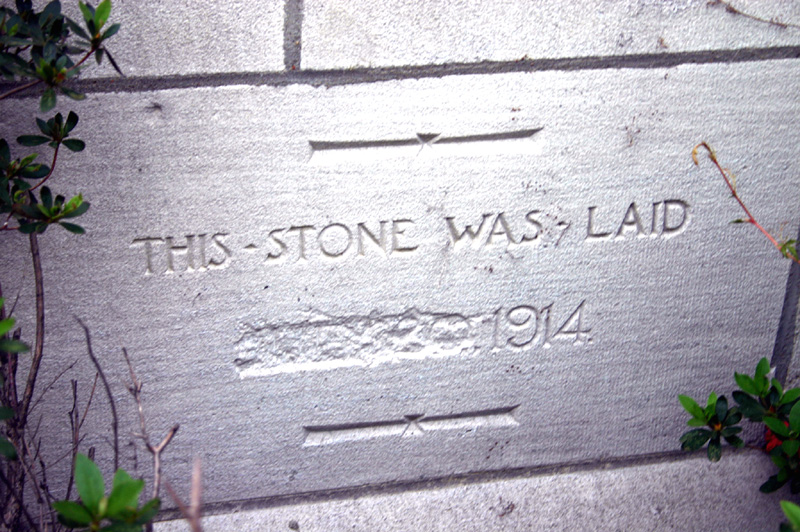 THIS - STONE WAS - LAID
1914